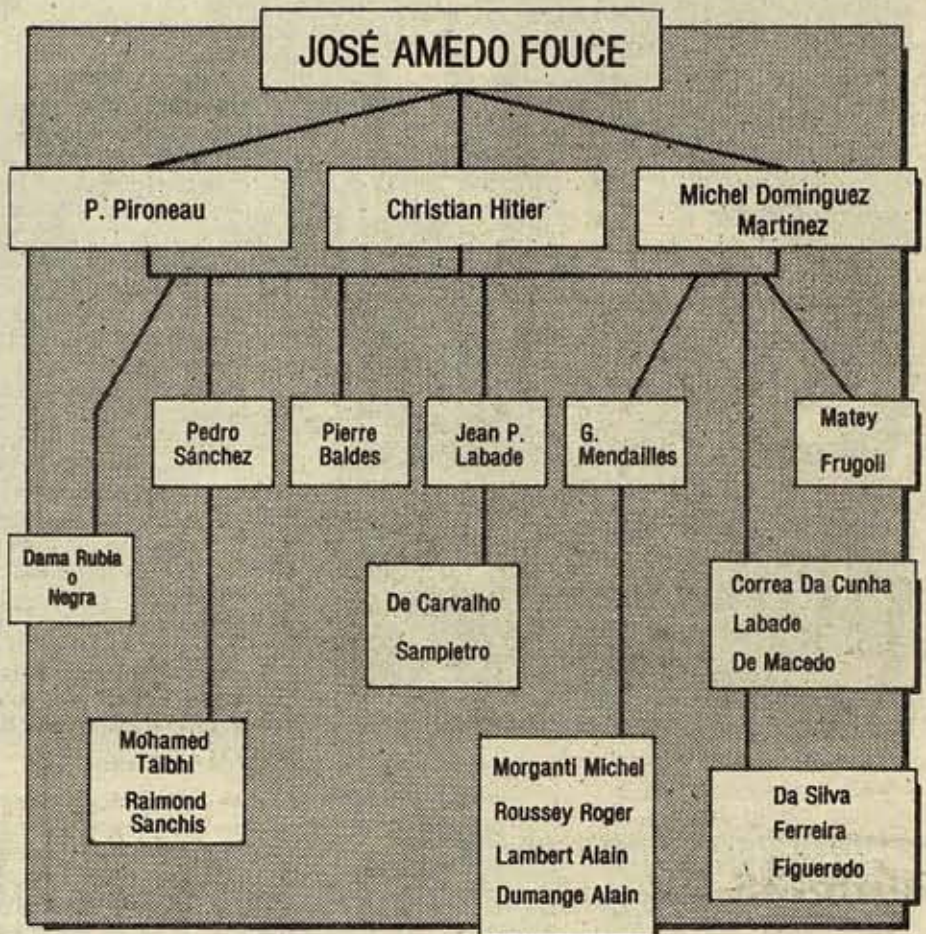 JOSÉ AMEDO FOUCE
P. Pironeau
Christian Hitier
Michel Domínguez
Martínez
Pedro
Sánchez
Pierre
Baldes
Jean P.
Labade
G.
Mendailles
Matey
Frugoli
Dama Rubia
o
Negra
De Carvalho
Sampietro
Correa Da Cunha
Labade
De Macedo
Mohamed
Talbhi
Raimond
Sanchis
Morganti Michel
Roussey Roger
Lambert Alain
Dumange Alain
Da Silva
Ferreira
Figueredo